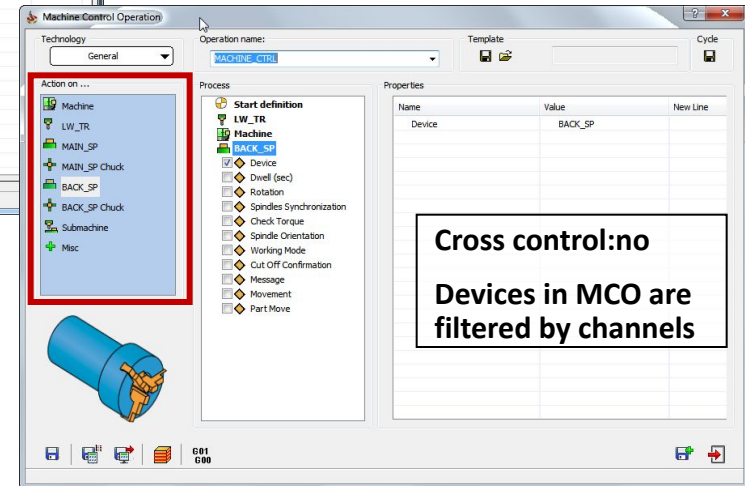 Machine Control Operation
Technology
General
Operation name:
MACHINE_CTRL
Template
Cycle
Action on ...
Machine
LW_TR
MAIN_SP
MAIN_SP Chuck
BACK_SP
BACK_SP Chuck
Submachine
Misc
Process
Start definition
LW_TR
Machine
BACK_SP
Device
Dwell (sec)
Rotation
Spindles Synchronization
Check Torque
Spindle Orientation
Working Mode
Cut Off Confirmation
Message
Movement
Part Move
Properties
Name Value New Line
Device BACK_SP
Cross control:no
Devices in MCO are
filtered by channels
G01
G00